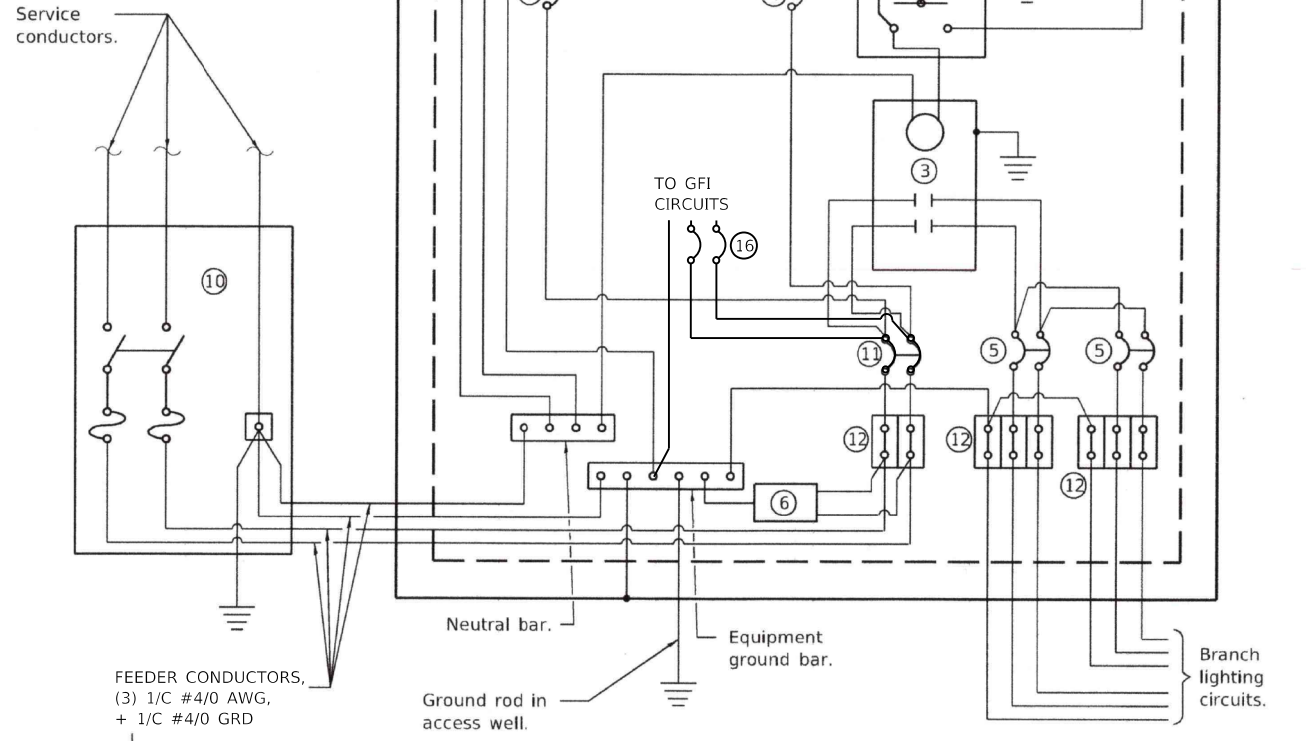 Service
conductors.
10
3
TO GFI
CIRCUITS
16
11
5
5
12
12
12
6
Neutral bar.
Equipment
ground bar.
Ground rod in
access well.
FEEDER CONDUCTORS,
(3) 1/C #4/0 AWG,
+ 1/C #4/0 GRD
Branch
lighting
circuits.